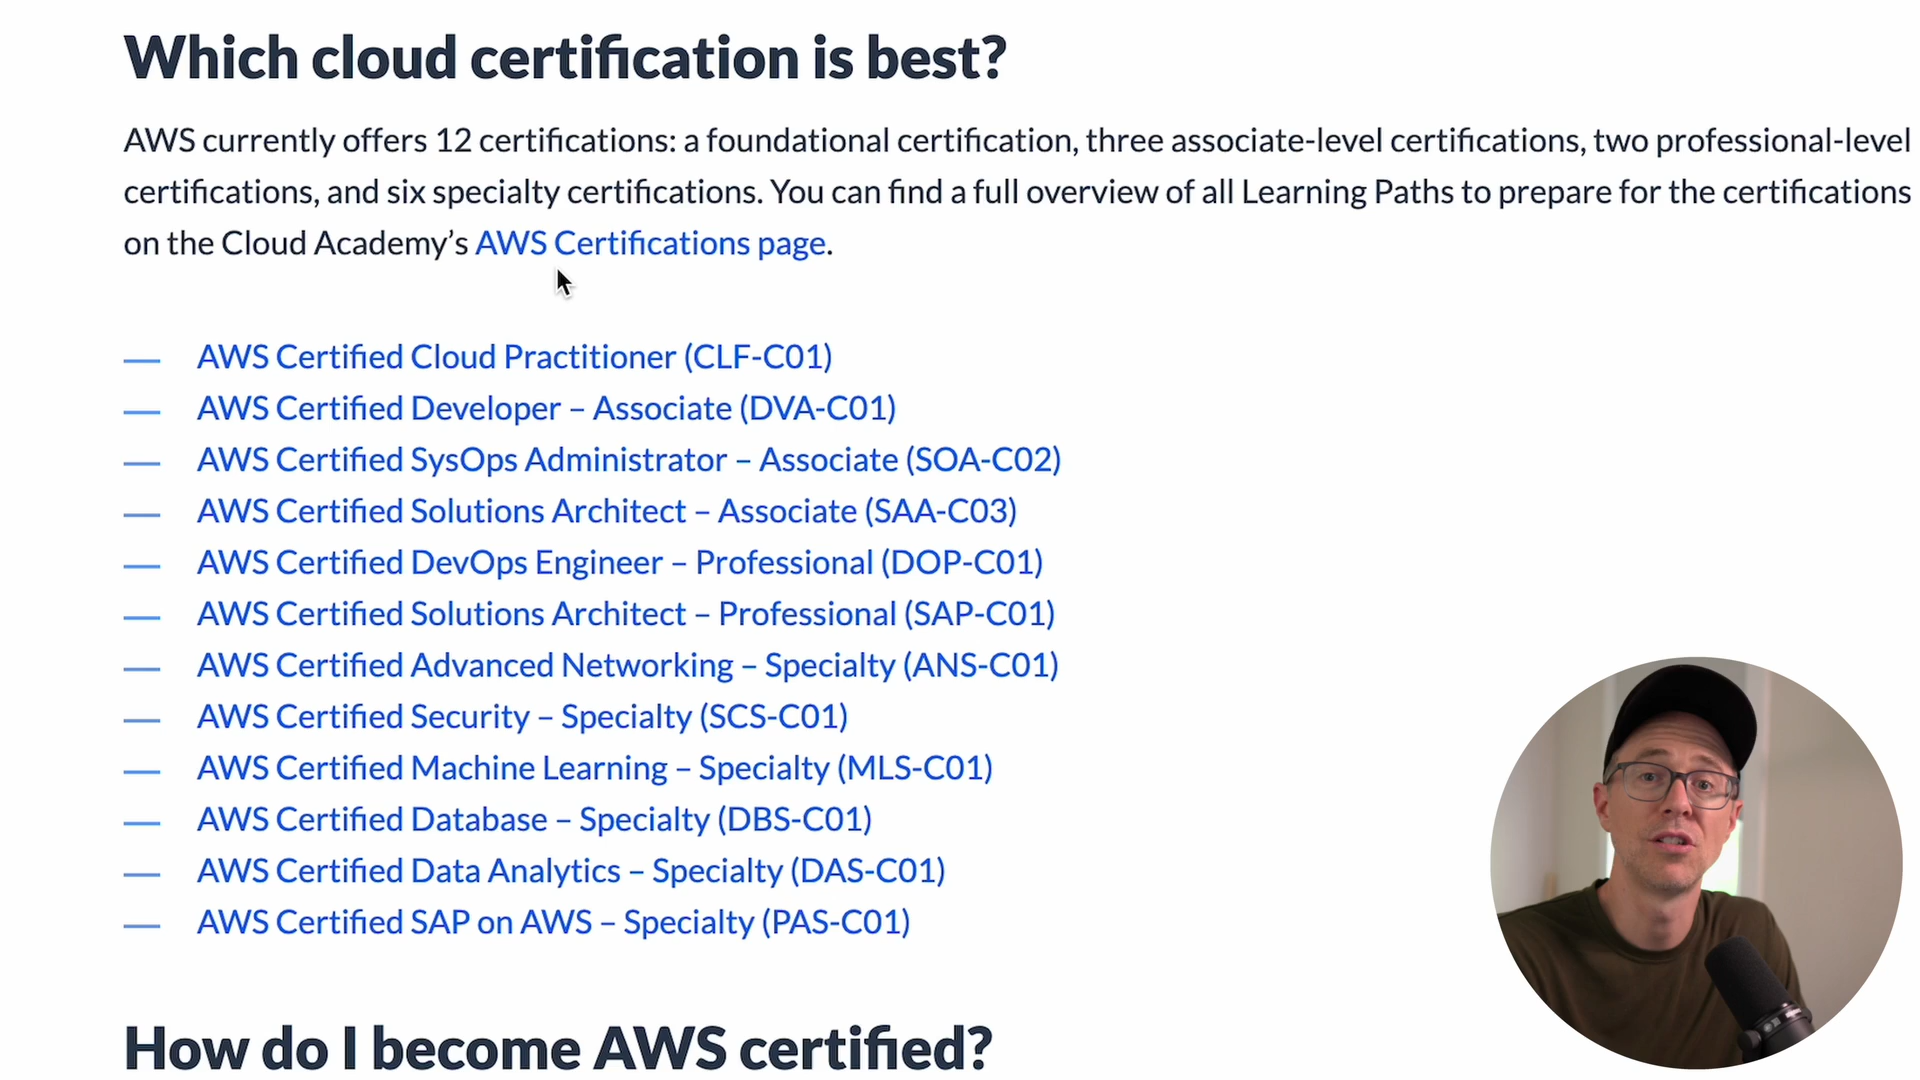 Which cloud certification is best?
AWS currently offers 12 certifications: a foundational certification, three associate-level certifications, two professional-level
certifications, and six specialty certifications. You can find a full overview of all Learning Paths to prepare for the certifications
on the Cloud Academy’s AWS Certifications page.
— AWS Certified Cloud Practitioner (CLF-C01)
— AWS Certified Developer – Associate (DVA-C01)
— AWS Certified SysOps Administrator – Associate (SOA-C02)
— AWS Certified Solutions Architect – Associate (SAA-C03)
— AWS Certified DevOps Engineer – Professional (DOP-C01)
— AWS Certified Solutions Architect – Professional (SAP-C01)
— AWS Certified Advanced Networking – Specialty (ANS-C01)
— AWS Certified Security – Specialty (SCS-C01)
— AWS Certified Machine Learning – Specialty (MLS-C01)
— AWS Certified Database – Specialty (DBS-C01)
— AWS Certified Data Analytics – Specialty (DAS-C01)
— AWS Certified SAP on AWS – Specialty (PAS-C01)
How do I become AWS certified?